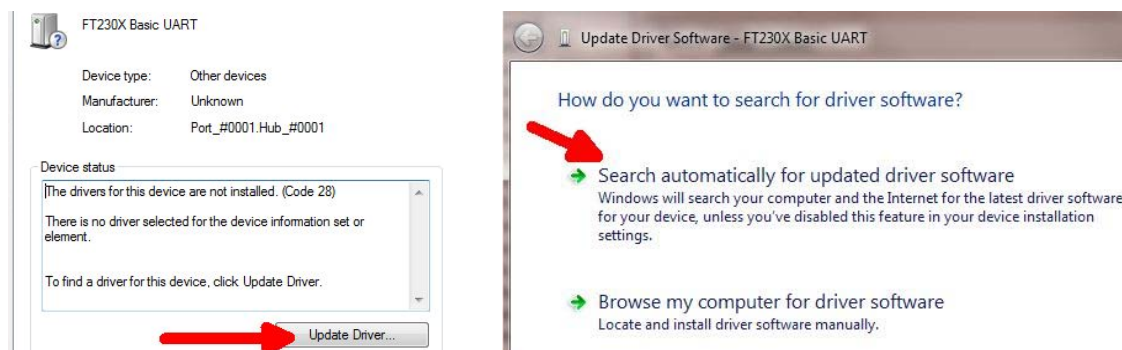 FT230X Basic UART
Device type: Other devices
Manufacturer: Unknown
Location: Port_#0001.Hub_#0001
Device status
The drivers for this device are not installed. (Code 28)
There is no driver selected for the device information set or
element.
To find a driver for this device, click Update Driver.
Update Driver...
Update Driver Software - FT230X Basic UART
How do you want to search for driver software?
Search automatically for updated driver software
Windows will search your computer and the Internet for the latest driver software
for your device, unless you've disabled this feature in your device installation
settings.
Browse my computer for driver software
Locate and install driver software manually.